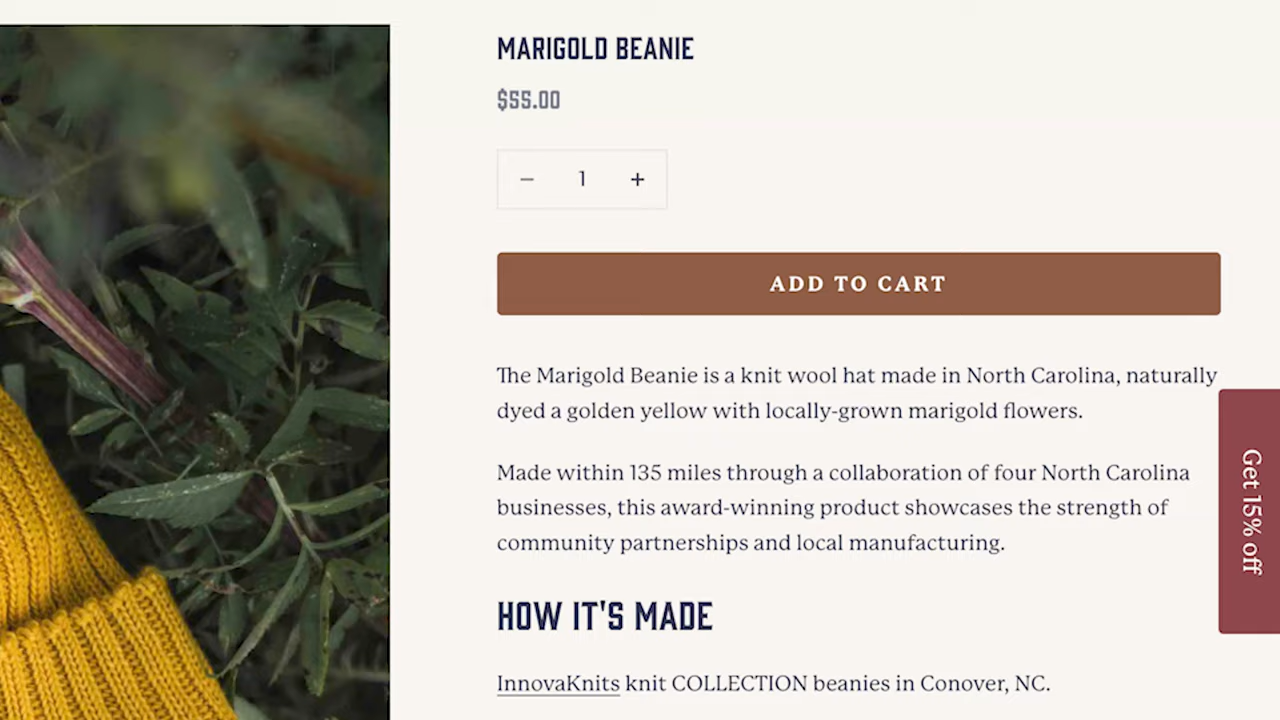 MARIGOLD BEANIE
$55.00
− 1 +
ADD TO CART
The Marigold Beanie is a knit wool hat made in North Carolina, naturally
dyed a golden yellow with locally-grown marigold flowers.
Made within 135 miles through a collaboration of four North Carolina
businesses, this award-winning product showcases the strength of
community partnerships and local manufacturing.
Get 15% off
HOW IT'S MADE
InnovaKnits knit COLLECTION beanies in Conover, NC.